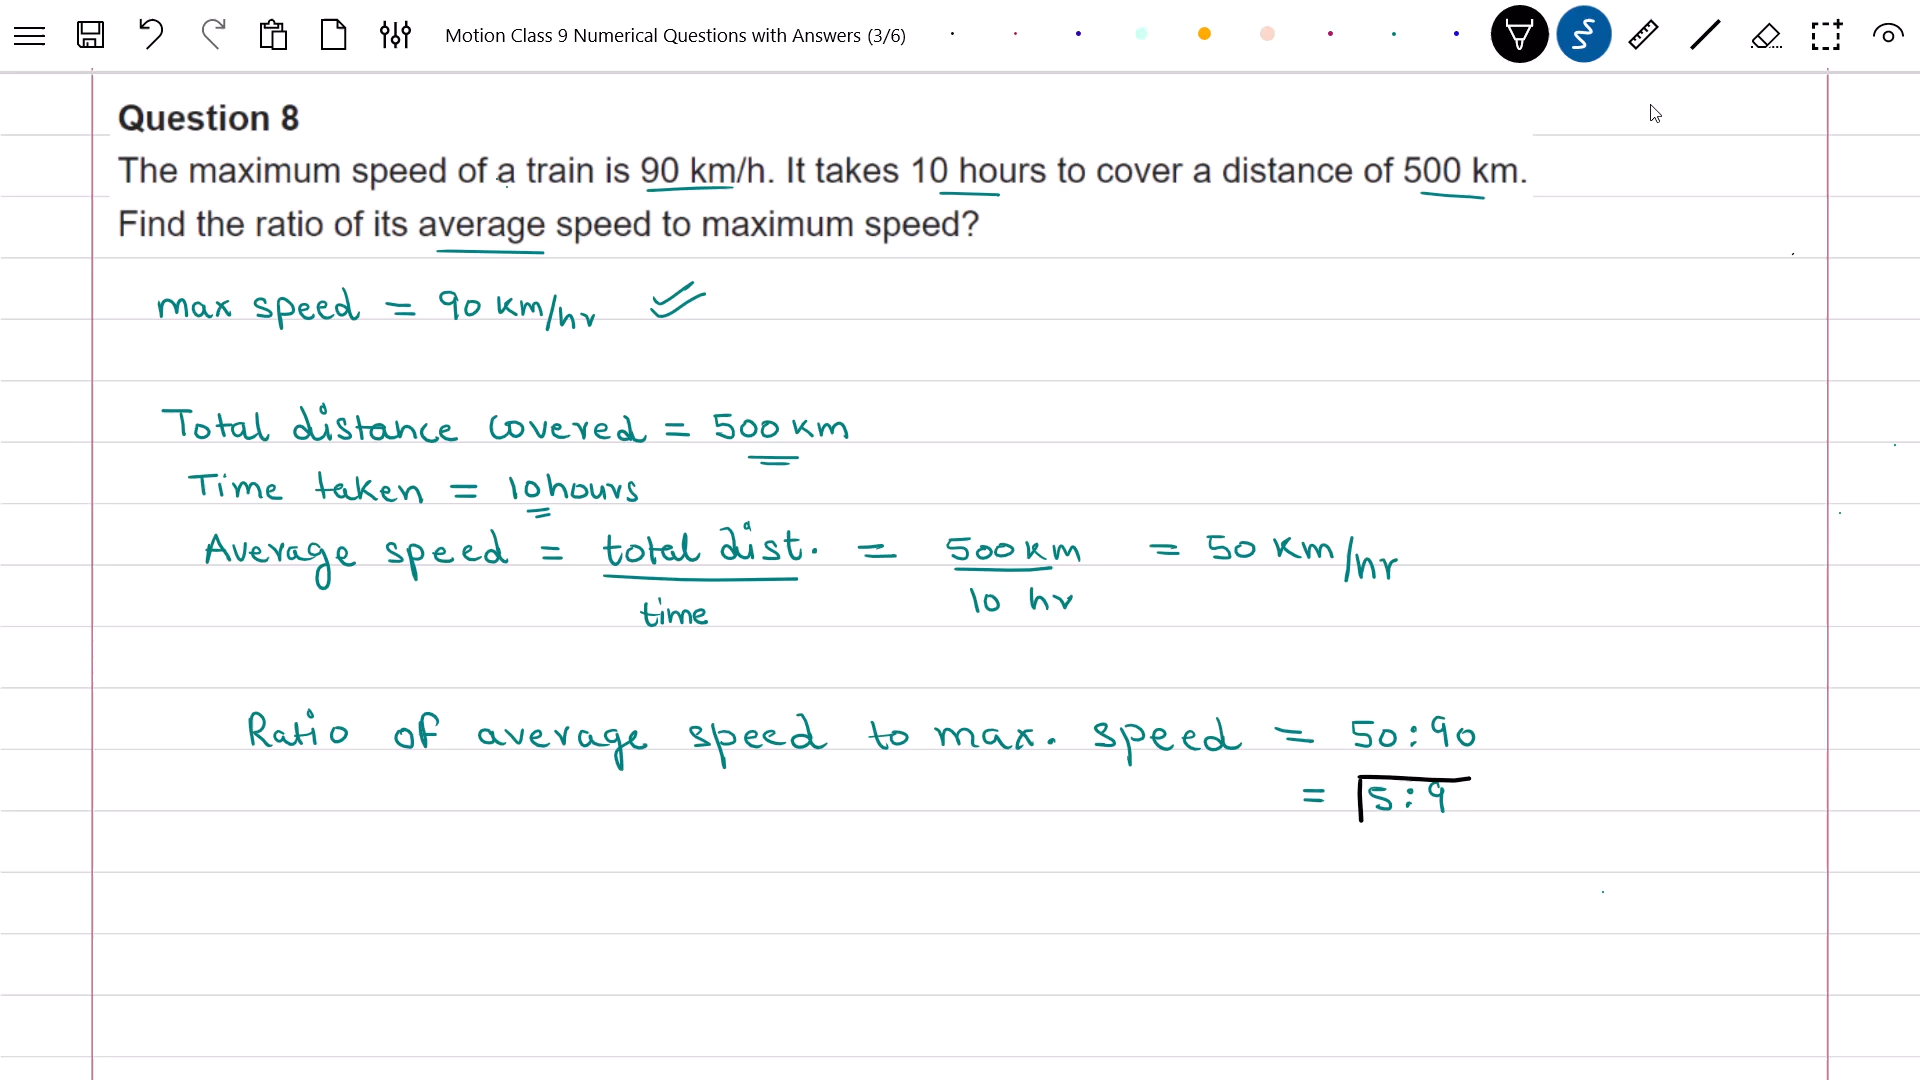 Motion Class 9 Numerical Questions with Answers (3/6)
Question 8
The maximum speed of a train is 90 km/h. It takes 10 hours to cover a distance of 500 km.
Find the ratio of its average speed to maximum speed?
max speed = 90 km/hr
Total distance covered = 500 km
Time taken = 10 hours
Average speed = total dist. / time = 500 km / 10 hr = 50 km/hr
Ratio of average speed to max. speed = 50:90
= 5:9